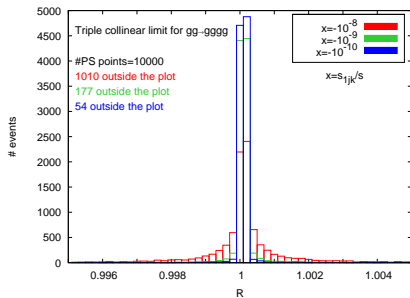 5000
4500
4000
3500
3000
2500
2000
1500
1000
500
0
# events
Triple collinear limit for gg→gggg
#PS points=10000
1010 outside the plot
177 outside the plot
54 outside the plot
x=-10^-8
x=-10^-9
x=-10^-10
x=s_1jk/s
0.996
0.998
1
1.002
1.004
R